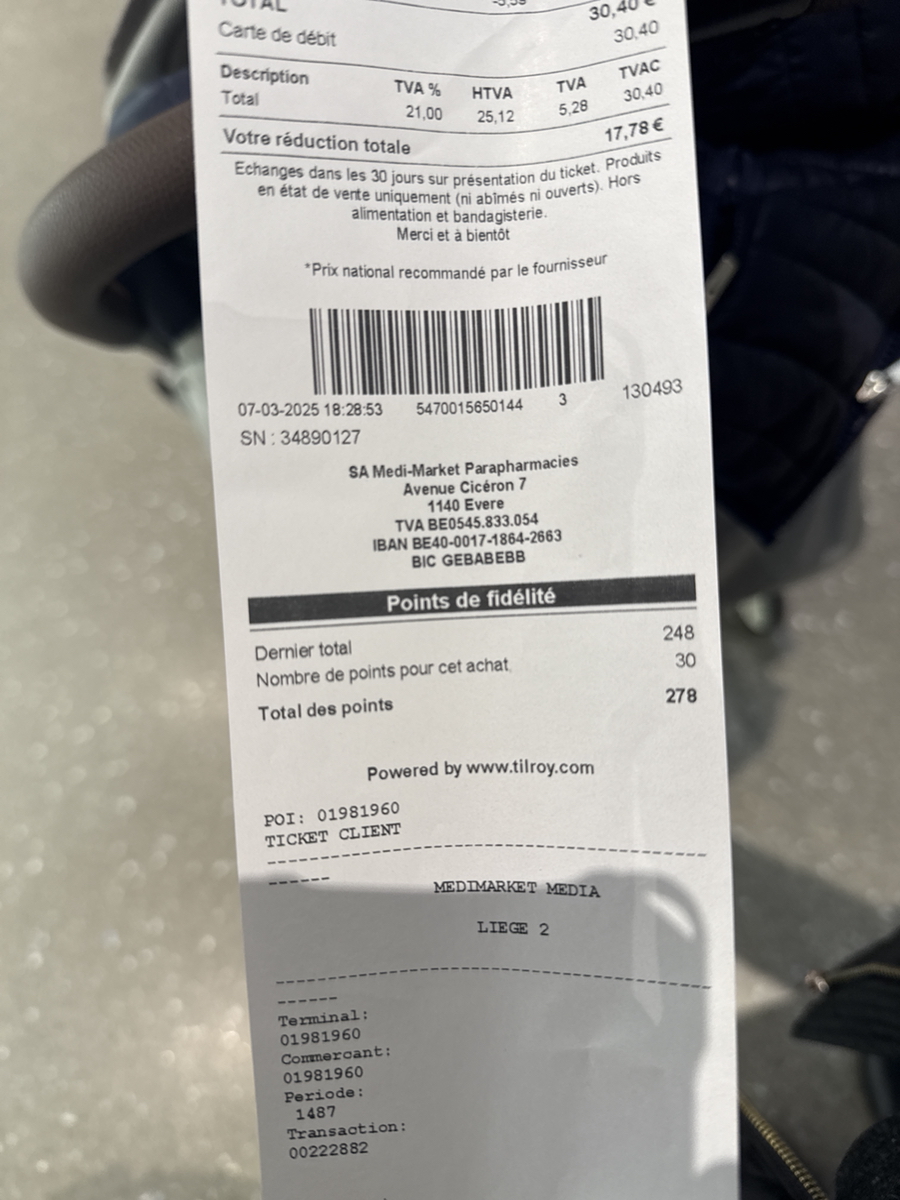 TOTAL -5,59 30,40 €
Carte de débit 30,40
Description TVA % HTVA TVA TVAC
Total 21,00 25,12 5,28 30,40
Votre réduction totale 17,78 €
Echanges dans les 30 jours sur présentation du ticket. Produits
en état de vente uniquement (ni abîmés ni ouverts). Hors
alimentation et bandagisterie.
Merci et à bientôt
*Prix national recommandé par le fournisseur
07-03-2025 18:28:53 5470015650144 3 130493
SN : 34890127
SA Medi-Market Parapharmacies
Avenue Cicéron 7
1140 Evere
TVA BE0545.833.054
IBAN BE40-0017-1864-2663
BIC GEBABEBB
Points de fidélité
Dernier total 248
Nombre de points pour cet achat 30
Total des points 278
Powered by www.tilroy.com
POI: 01981960
TICKET CLIENT
MEDIMARKET MEDIA
LIEGE 2
Terminal:
01981960
Commercant:
01981960
Periode:
1487
Transaction:
00222882